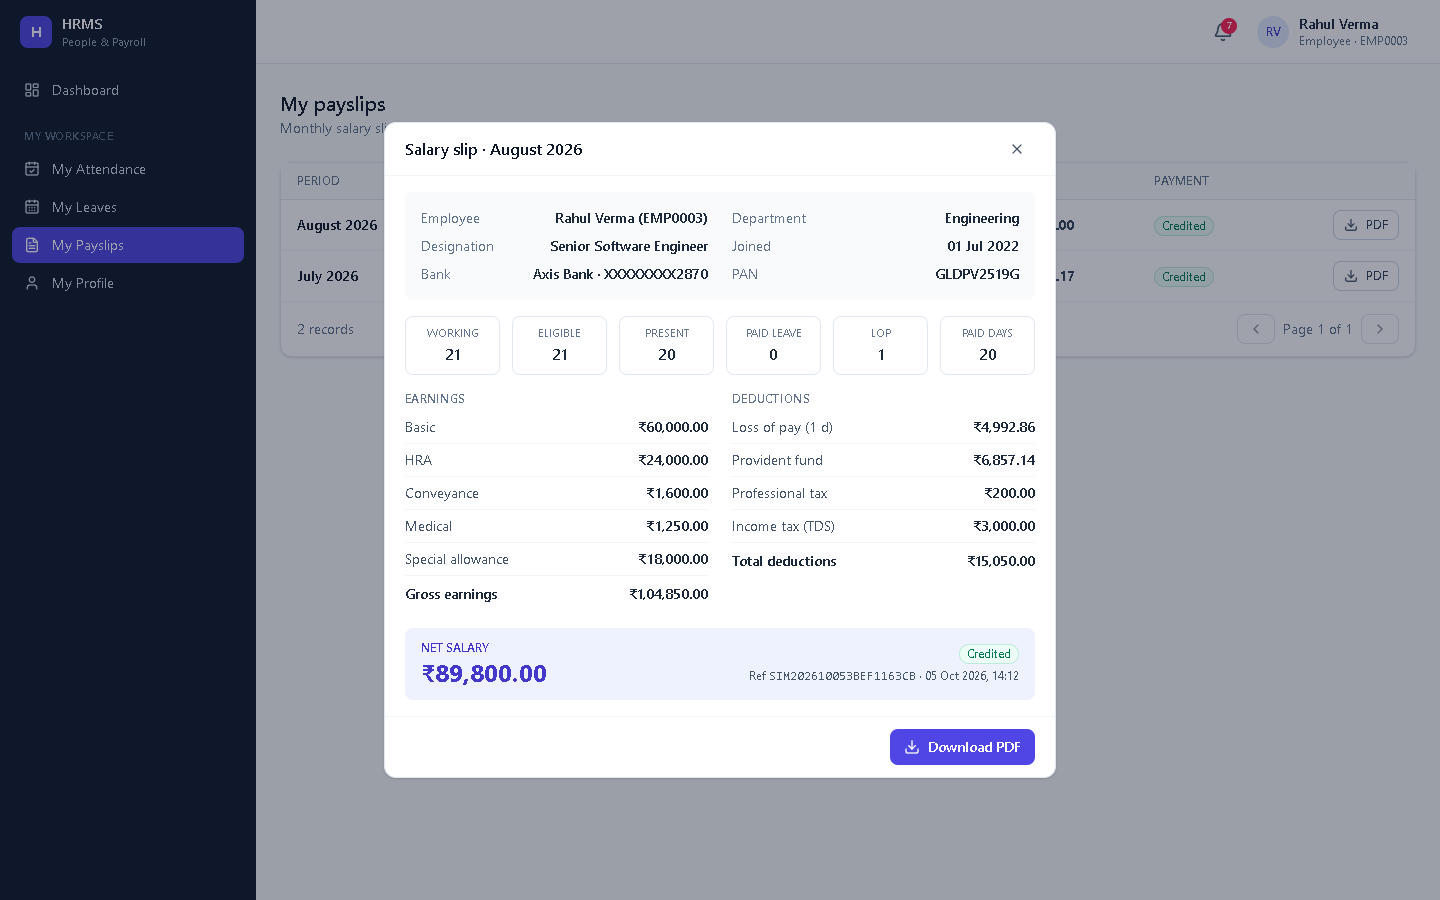 HRMS
People & Payroll
Dashboard
MY WORKSPACE
My Attendance
My Leaves
My Payslips
My Profile
7
RV
Rahul Verma
Employee · EMP0003
My payslips
Monthly salary sli
PERIOD
PAYMENT
August 2026
.00
Credited
PDF
July 2026
.17
Credited
PDF
2 records
Page 1 of 1
Salary slip · August 2026
Employee Rahul Verma (EMP0003) Department Engineering
Designation Senior Software Engineer Joined 01 Jul 2022
Bank Axis Bank · XXXXXXXX2870 PAN GLDPV2519G
WORKING ELIGIBLE PRESENT PAID LEAVE LOP PAID DAYS
21 21 20 0 1 20
EARNINGS
Basic ₹60,000.00
HRA ₹24,000.00
Conveyance ₹1,600.00
Medical ₹1,250.00
Special allowance ₹18,000.00
Gross earnings ₹1,04,850.00
DEDUCTIONS
Loss of pay (1 d) ₹4,992.86
Provident fund ₹6,857.14
Professional tax ₹200.00
Income tax (TDS) ₹3,000.00
Total deductions ₹15,050.00
NET SALARY
₹89,800.00
Credited
Ref SIM202610053BEF1163CB · 05 Oct 2026, 14:12
Download PDF
H